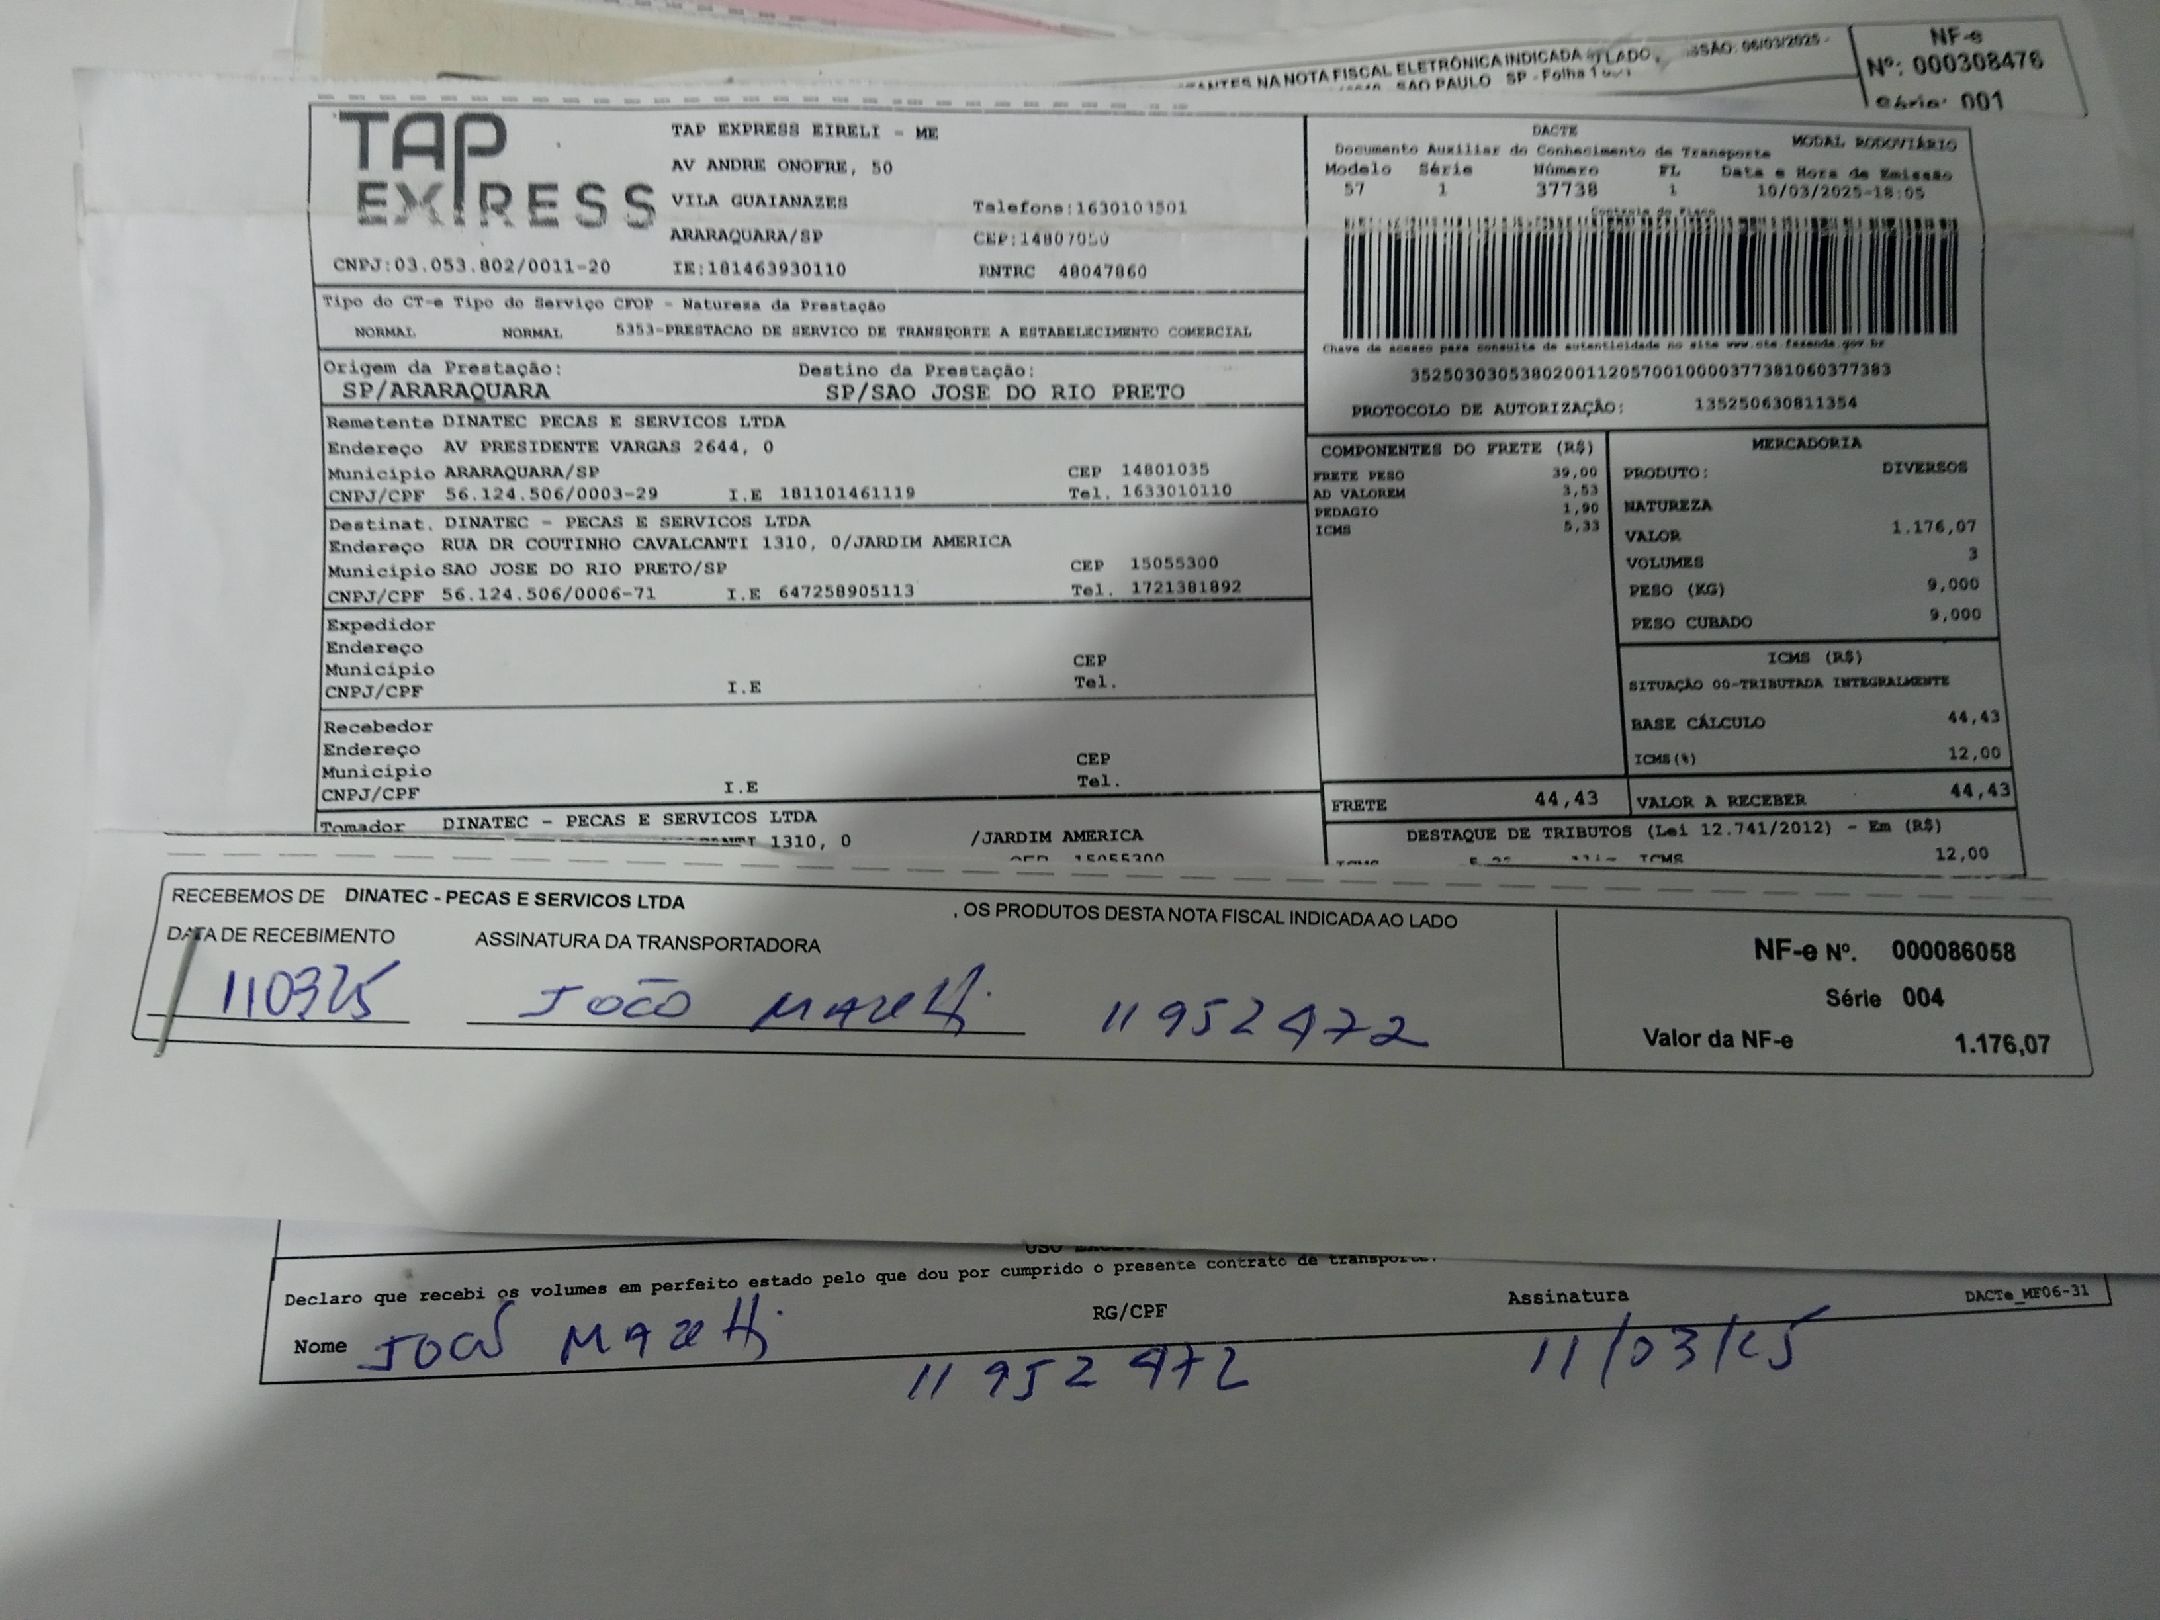 NF-e
Nº: 000308476
Série: 001
ANTES NA NOTA FISCAL ELETRÔNICA INDICADA LADO SSÃO: 06/03/2025 -
SAO PAULO SP - Folha 1
TAP EXPRESS
TAP EXPRESS EIRELI - ME
AV ANDRE ONOFRE, 50
VILA GUAIANAZES Telefone:1630103501
ARARAQUARA/SP CEP:14807050
CNPJ:03.053.802/0011-20 IE:181463930110 RNTRC 48047860
DACTE
Documento Auxiliar do Conhecimento de Transporte MODAL RODOVIÁRIO
Modelo Série Número FL Data e Hora de Emissão
57 1 37738 1 10/03/2025-18:05
Controle do Fisco
Chave de acesso para consulta de autenticidade no site www.cte.fazenda.gov.br
35250303053802001120570010000377381060377383
PROTOCOLO DE AUTORIZAÇÃO: 135250630811354
Tipo do CT-e Tipo do Serviço CFOP - Natureza da Prestação
NORMAL NORMAL 5353-PRESTACAO DE SERVICO DE TRANSPORTE A ESTABELECIMENTO COMERCIAL
Origem da Prestação: Destino da Prestação:
SP/ARARAQUARA SP/SAO JOSE DO RIO PRETO
Remetente DINATEC PECAS E SERVICOS LTDA
Endereço AV PRESIDENTE VARGAS 2644, 0
Município ARARAQUARA/SP CEP 14801035
CNPJ/CPF 56.124.506/0003-29 I.E 181101461119 Tel. 1633010110
Destinat. DINATEC - PECAS E SERVICOS LTDA
Endereço RUA DR COUTINHO CAVALCANTI 1310, 0/JARDIM AMERICA
Município SAO JOSE DO RIO PRETO/SP CEP 15055300
CNPJ/CPF 56.124.506/0006-71 I.E 647258905113 Tel. 1721381892
Expedidor
Endereço
Município CEP
CNPJ/CPF I.E Tel.
Recebedor
Endereço
Município CEP
CNPJ/CPF I.E Tel.
Tomador DINATEC - PECAS E SERVICOS LTDA
1310, 0 /JARDIM AMERICA
CEP 15055300
COMPONENTES DO FRETE (R$)
FRETE PESO 39,00
AD VALOREM 3,53
PEDAGIO 1,90
ICMS 5,33
MERCADORIA
PRODUTO: DIVERSOS
NATUREZA
VALOR 1.176,07
VOLUMES 3
PESO (KG) 9,000
PESO CUBADO 9,000
ICMS (R$)
SITUAÇÃO 00-TRIBUTADA INTEGRALMENTE
BASE CÁLCULO 44,43
ICMS(%) 12,00
FRETE 44,43 VALOR A RECEBER 44,43
DESTAQUE DE TRIBUTOS (Lei 12.741/2012) - Em (R$)
ICMS 12,00
RECEBEMOS DE DINATEC - PECAS E SERVICOS LTDA , OS PRODUTOS DESTA NOTA FISCAL INDICADA AO LADO
DATA DE RECEBIMENTO ASSINATURA DA TRANSPORTADORA
110325 João 11952472
NF-e Nº. 000086058
Série 004
Valor da NF-e 1.176,07
Declaro que recebi os volumes em perfeito estado pelo que dou por cumprido o presente contrato de transporte.
Nome João RG/CPF Assinatura DACTe_MF06-31
11952472 11/03/25